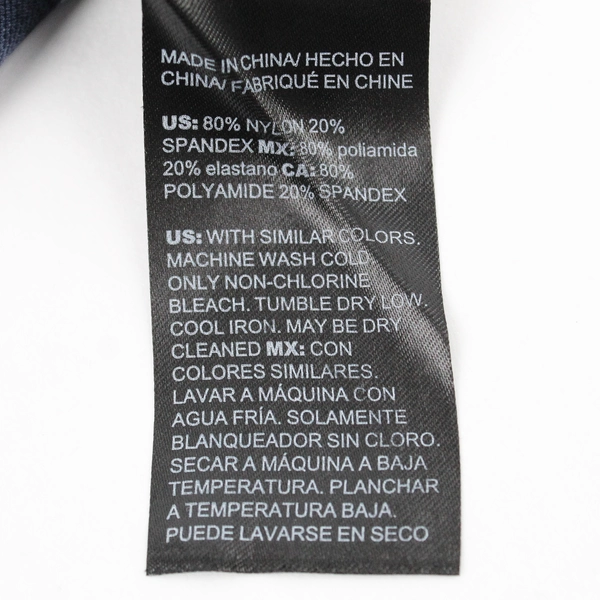 MADE IN CHINA/ HECHO EN
CHINA/ FABRIQUÉ EN CHINE
US: 80% NYLON 20%
SPANDEX MX: 80% poliamida
20% elastano CA: 80%
POLYAMIDE 20% SPANDEX
US: WITH SIMILAR COLORS.
MACHINE WASH COLD
ONLY NON-CHLORINE
BLEACH. TUMBLE DRY LOW.
COOL IRON. MAY BE DRY
CLEANED MX: CON
COLORES SIMILARES.
LAVAR A MÁQUINA CON
AGUA FRÍA. SOLAMENTE
BLANQUEADOR SIN CLORO.
SECAR A MÁQUINA A BAJA
TEMPERATURA. PLANCHAR
A TEMPERATURA BAJA.
PUEDE LAVARSE EN SECO